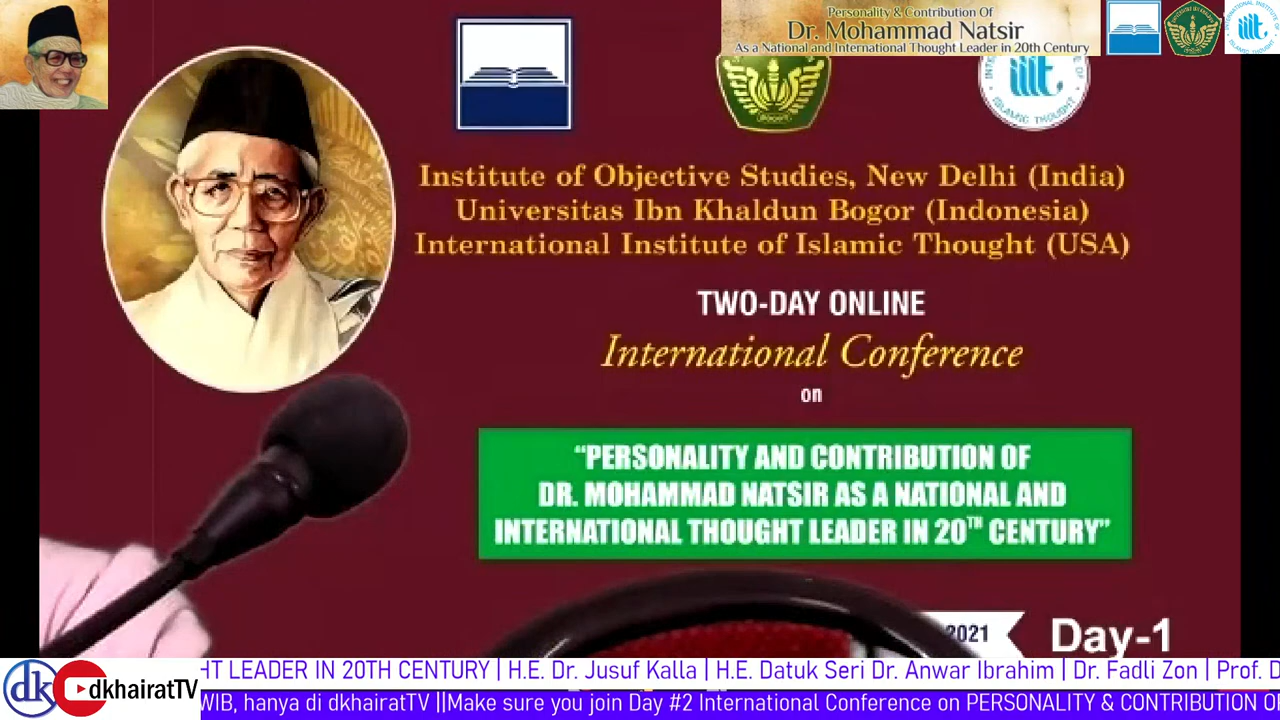 Personality & Contribution Of
Dr. Mohammad Natsir
As a National and International Thought Leader in 20th Century
Institute of Objective Studies, New Delhi (India)
Universitas Ibn Khaldun Bogor (Indonesia)
International Institute of Islamic Thought (USA)
TWO-DAY ONLINE
International Conference
on
“PERSONALITY AND CONTRIBUTION OF
DR. MOHAMMAD NATSIR AS A NATIONAL AND
INTERNATIONAL THOUGHT LEADER IN 20TH CENTURY”
2021
Day-1
dk dkhairatTV
HT LEADER IN 20TH CENTURY | H.E. Dr. Jusuf Kalla | H.E. Datuk Seri Dr. Anwar Ibrahim | Dr. Fadli Zon | Prof. D
WIB, hanya di dkhairatTV ||Make sure you join Day #2 International Conference on PERSONALITY & CONTRIBUTION OF